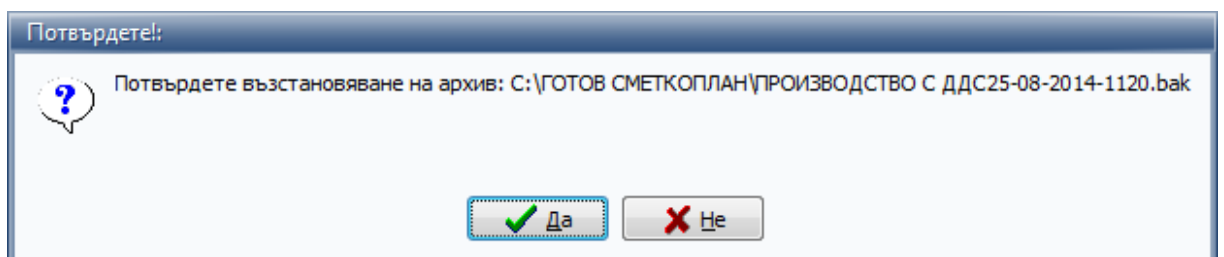 Потвърдете!:
Потвърдете възстановяване на архив: C:\ГОТОВ СМЕТКОПЛАН\ПРОИЗВОДСТВО С ДДС25-08-2014-1120.bak
Да
Не